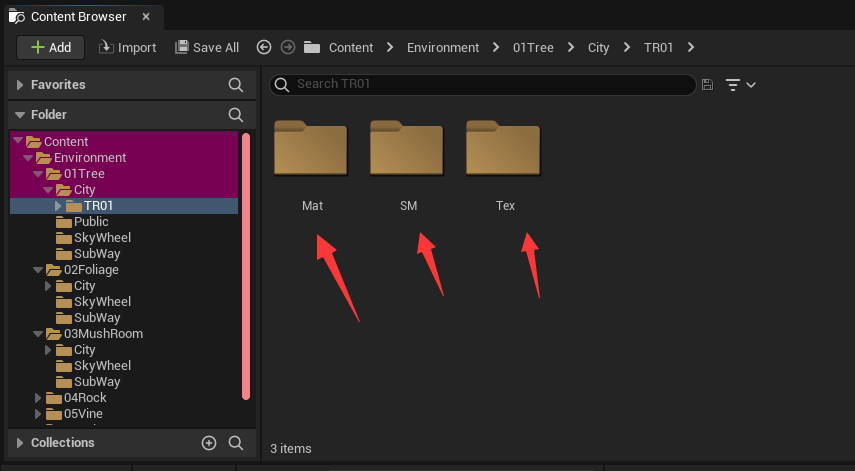 Content Browser
Add Import Save All Content Environment 01Tree City TR01
Favorites
Search TR01
Folder
Content
Environment
01Tree
City
TR01
Public
SkyWheel
SubWay
02Foliage
City
SkyWheel
SubWay
03MushRoom
City
SkyWheel
SubWay
04Rock
05Vine
Collections
Mat SM Tex
3 items